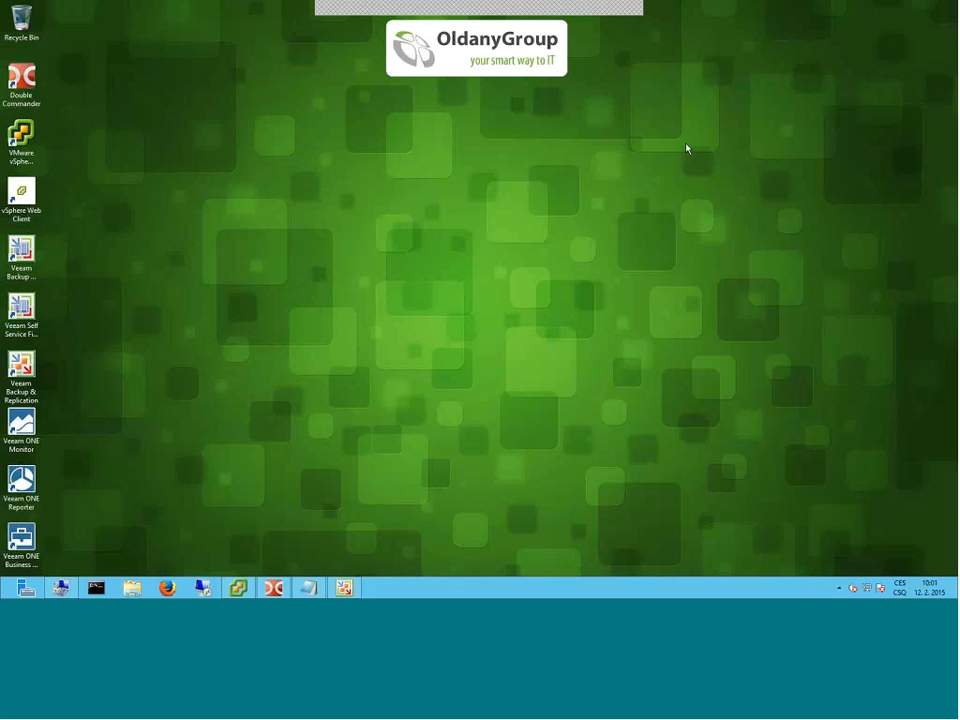 OldanyGroup
your smart way to IT
Recycle Bin
Double
Commander
VMware
vSphe...
vSphere Web
Client
Veeam
Backup ...
Veeam Self
Service Fi...
Veeam
Backup &
Replication
Veeam ONE
Monitor
Veeam ONE
Reporter
Veeam ONE
Business ...
CES
CSQ
10:01
12. 2. 2015